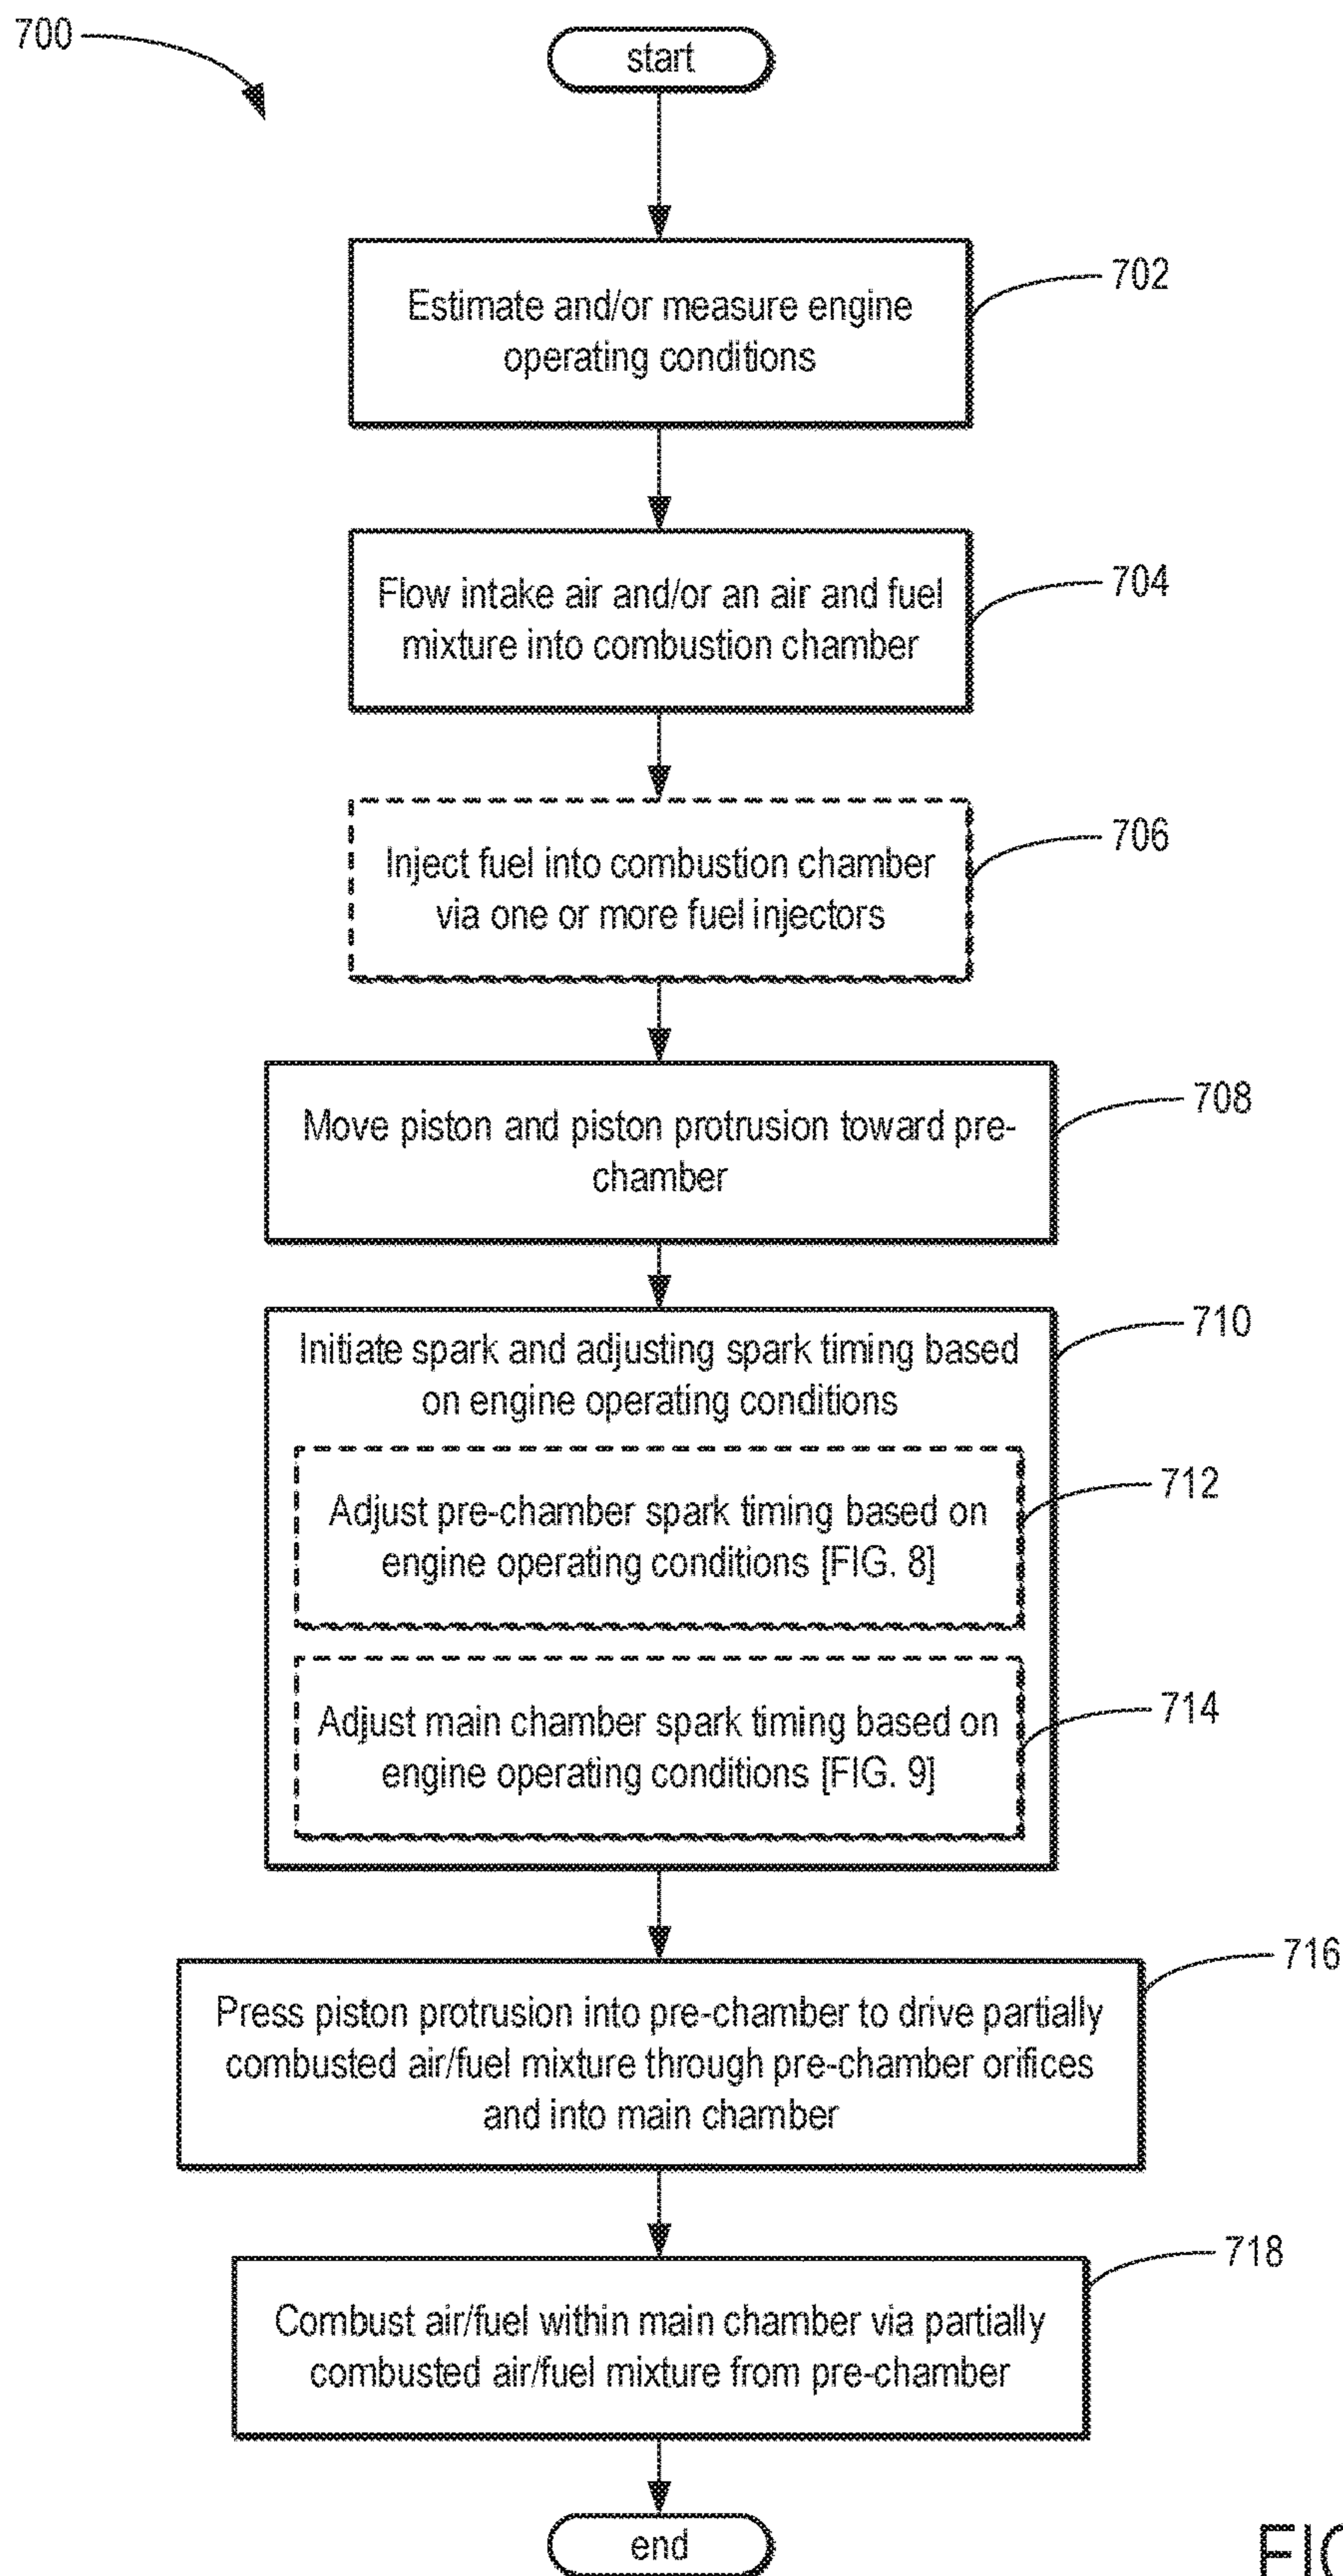 700
start
702
Estimate and/or measure engine
operating conditions
704
Flow intake air and/or an air and fuel
mixture into combustion chamber
706
Inject fuel into combustion chamber
via one or more fuel injectors
708
Move piston and piston protrusion toward pre-
chamber
710
Initiate spark and adjusting spark timing based
on engine operating conditions
712
Adjust pre-chamber spark timing based on
engine operating conditions [FIG. 8]
714
Adjust main chamber spark timing based on
engine operating conditions [FIG. 9]
716
Press piston protrusion into pre-chamber to drive partially
combusted air/fuel mixture through pre-chamber orifices
and into main chamber
718
Combust air/fuel within main chamber via partially
combusted air/fuel mixture from pre-chamber
end